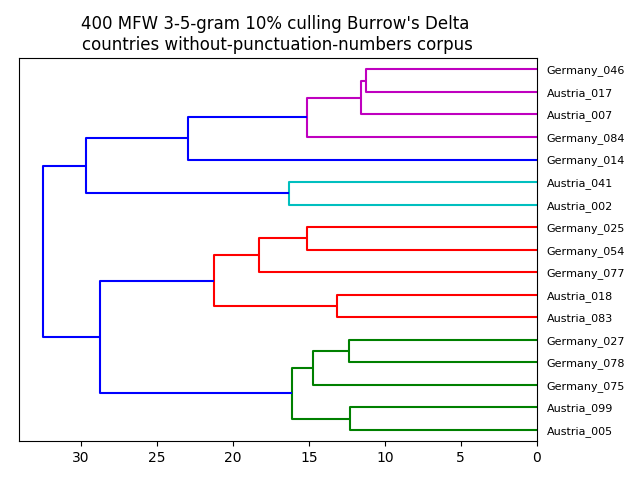 400 MFW 3-5-gram 10% culling Burrow's Delta
countries without-punctuation-numbers corpus
Germany_046
Austria_017
Austria_007
Germany_084
Germany_014
Austria_041
Austria_002
Germany_025
Germany_054
Germany_077
Austria_018
Austria_083
Germany_027
Germany_078
Germany_075
Austria_099
Austria_005
30 25 20 15 10 5 0